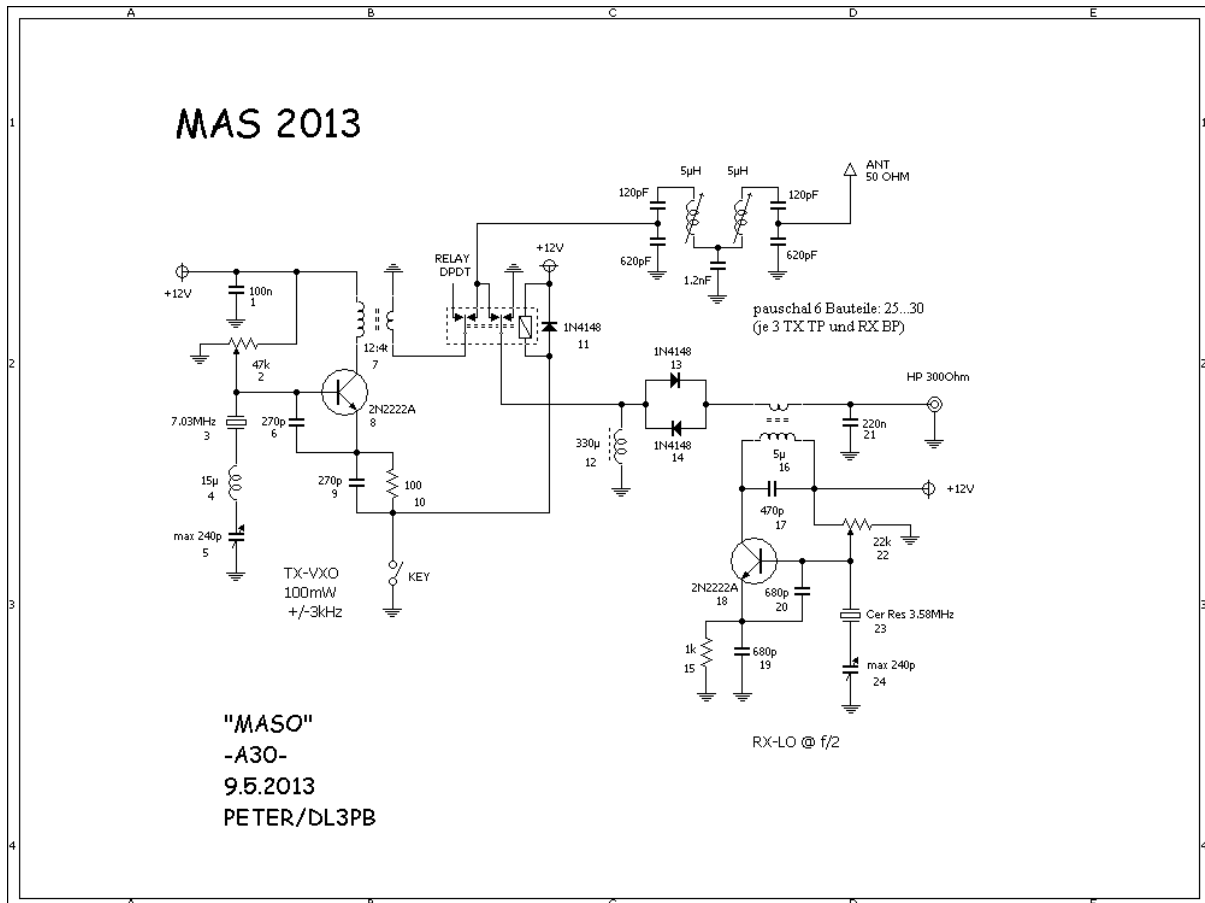 A B C D E
1
2
3
4
MAS 2013
ANT
50 OHM
5µH 5µH
120pF 120pF
620pF 620pF
1.2nF
pauschal 6 Bauteile: 25...30
(je 3 TX TP und RX BP)
+12V
RELAY
DPDT
1N4148
11
+12V
100n
1
12:4t
7
47k
2
2N2222A
8
7.03MHz
3
270p
6
15µ
4
max 240p
5
270p
9
100
10
KEY
TX-VXO
100mW
+/-3kHz
1N4148
13
1N4148
14
330µ
12
HP 300Ohm
220n
21
5µ
16
470p
17
+12V
22k
22
2N2222A
18
680p
20
Cer Res 3.58MHz
23
1k
15
680p
19
max 240p
24
RX-LO @ f/2
"MASO"
-A30-
9.5.2013
PETER/DL3PB
1
2
3
4
A B C D E